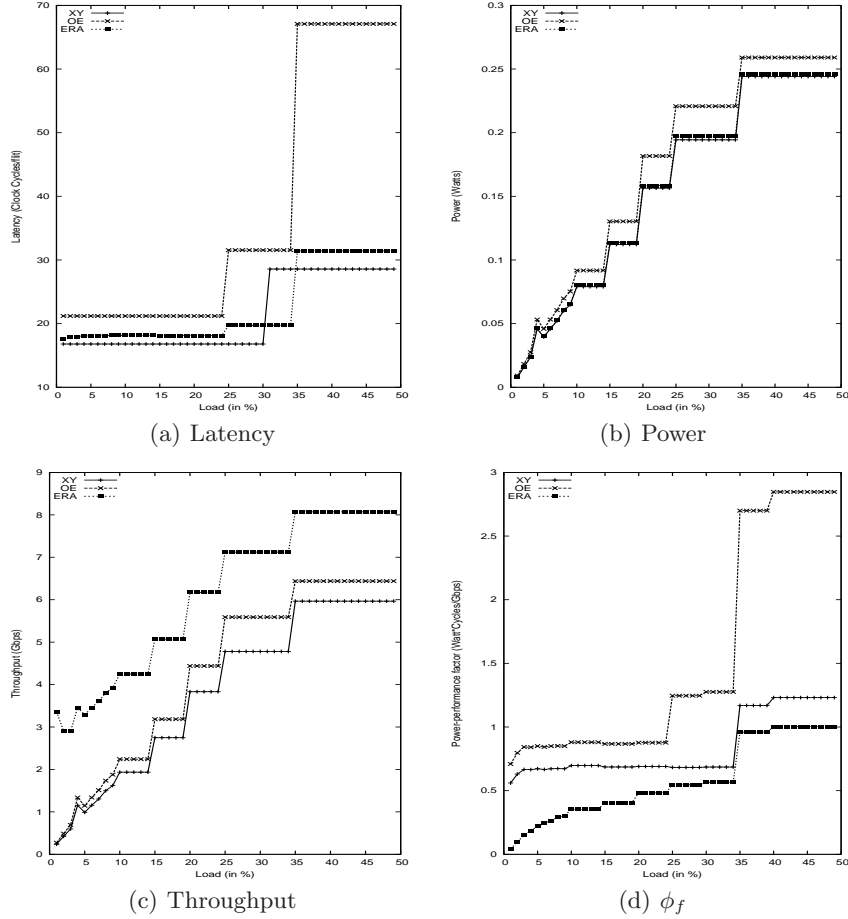 70
60
50
40
30
20
10
0 5 10 15 20 25 30 35 40 45 50
Latency (Clock Cycles/flit)
Load (in %)
XY
OE
ERA
(a) Latency
0.3
0.25
0.2
0.15
0.1
0.05
0
0 5 10 15 20 25 30 35 40 45 50
Power (Watts)
Load (in %)
XY
OE
ERA
(b) Power
9
8
7
6
5
4
3
2
1
0
0 5 10 15 20 25 30 35 40 45 50
Throughput (Gbps)
Load (in %)
XY
OE
ERA
(c) Throughput
3
2.5
2
1.5
1
0.5
0
0 5 10 15 20 25 30 35 40 45 50
Power-performance factor (Watt*Cycles/Gbps)
Load (in %)
XY
OE
ERA
(d) ϕ_f